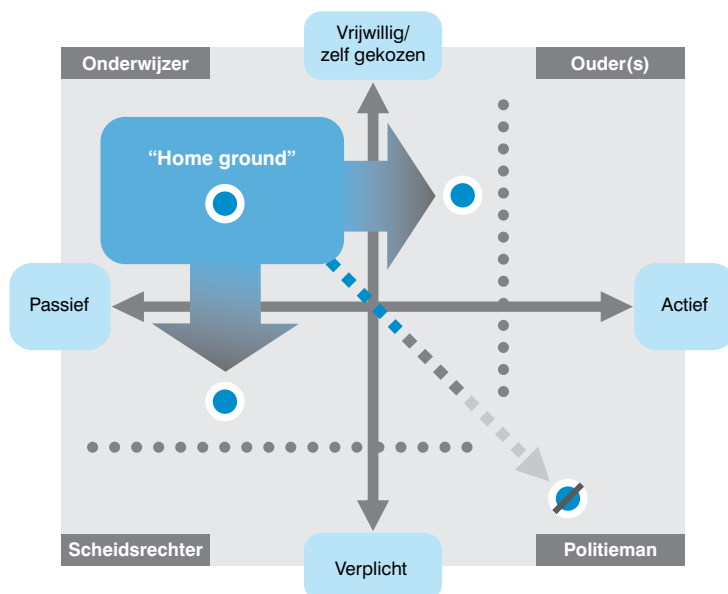 Vrijwillig/
zelf gekozen
Onderwijzer
Ouder(s)
“Home ground”
Passief
Actief
Scheidsrechter
Politieman
Verplicht